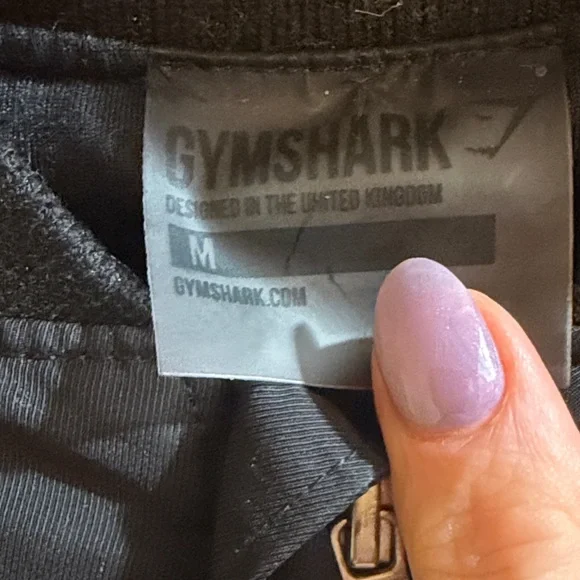 GYMSHARK
DESIGNED IN THE UNITED KINGDOM
M
GYMSHARK.COM